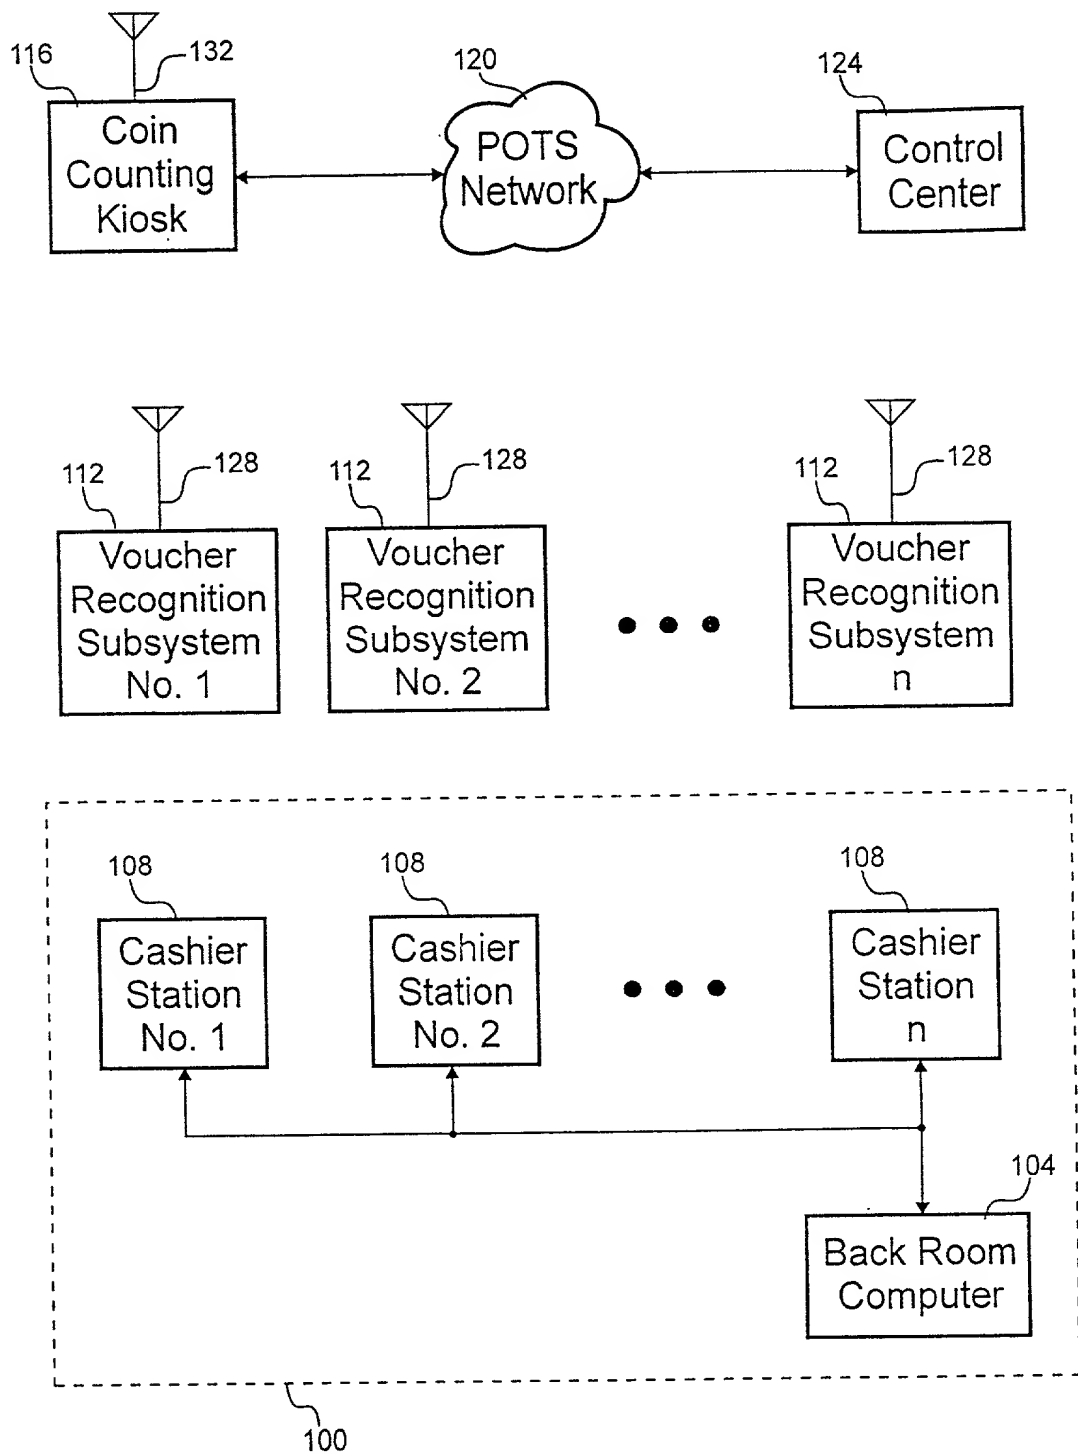 116
132
Coin
Counting
Kiosk
120
POTS
Network
124
Control
Center
112
128
Voucher
Recognition
Subsystem
No. 1
112
128
Voucher
Recognition
Subsystem
No. 2
112
128
Voucher
Recognition
Subsystem
n
108
Cashier
Station
No. 1
108
Cashier
Station
No. 2
108
Cashier
Station
n
104
Back Room
Computer
100